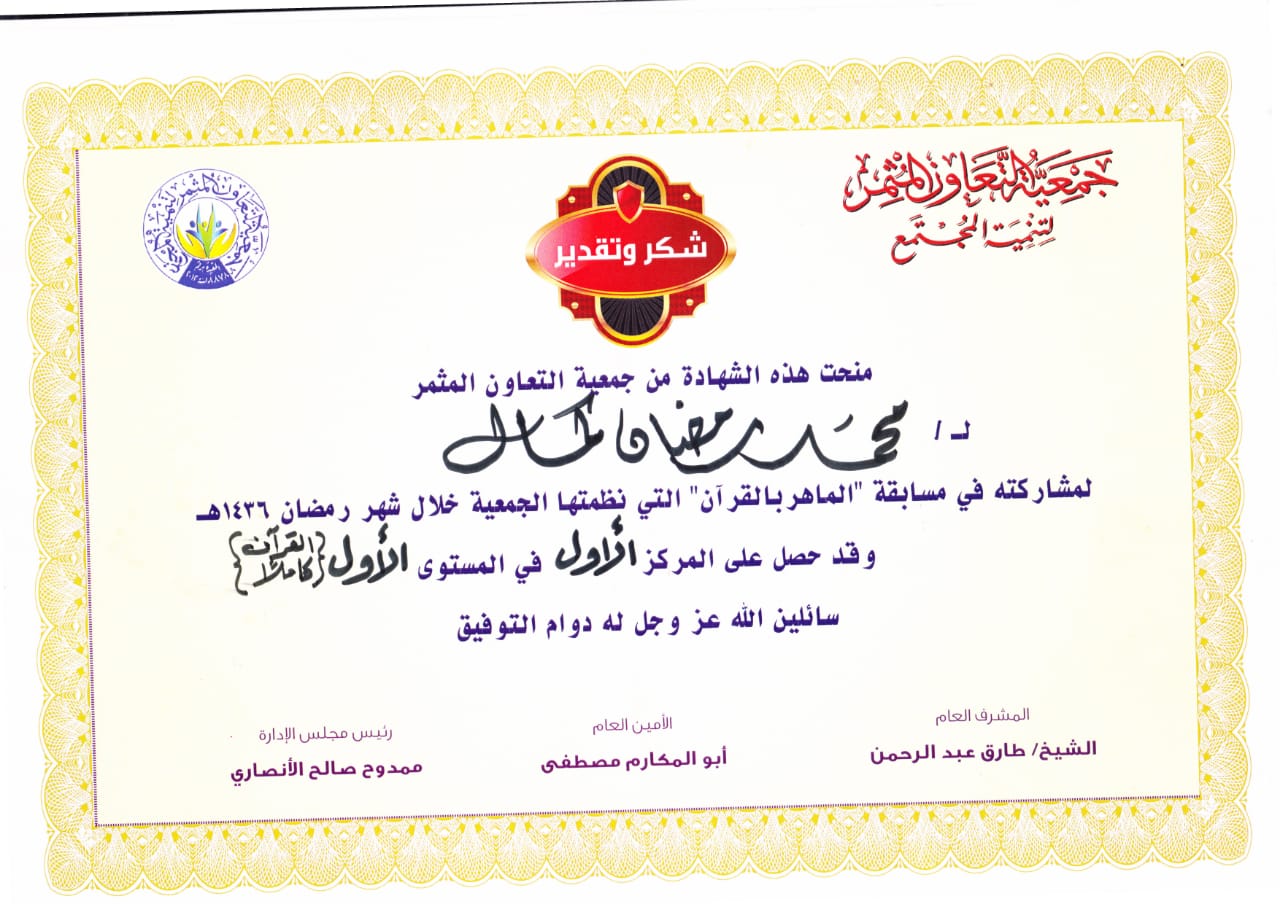 جمعية التعاون المثمر
لتنمية المجتمع
شكر وتقدير
منحت هذه الشهادة من جمعية التعاون المثمر
لـ / محمد رمضان كمال
لمشاركته في مسابقة "الماهر بالقرآن" التي نظمتها الجمعية خلال شهر رمضان ١٤٣٦هـ
وقد حصل على المركز الأول في المستوى الأول {القرآن كاملاً}
سائلين الله عز وجل له دوام التوفيق
المشرف العام
الشيخ/ طارق عبد الرحمن
الأمين العام
أبو المكارم مصطفى
رئيس مجلس الإدارة
ممدوح صالح الأنصاري